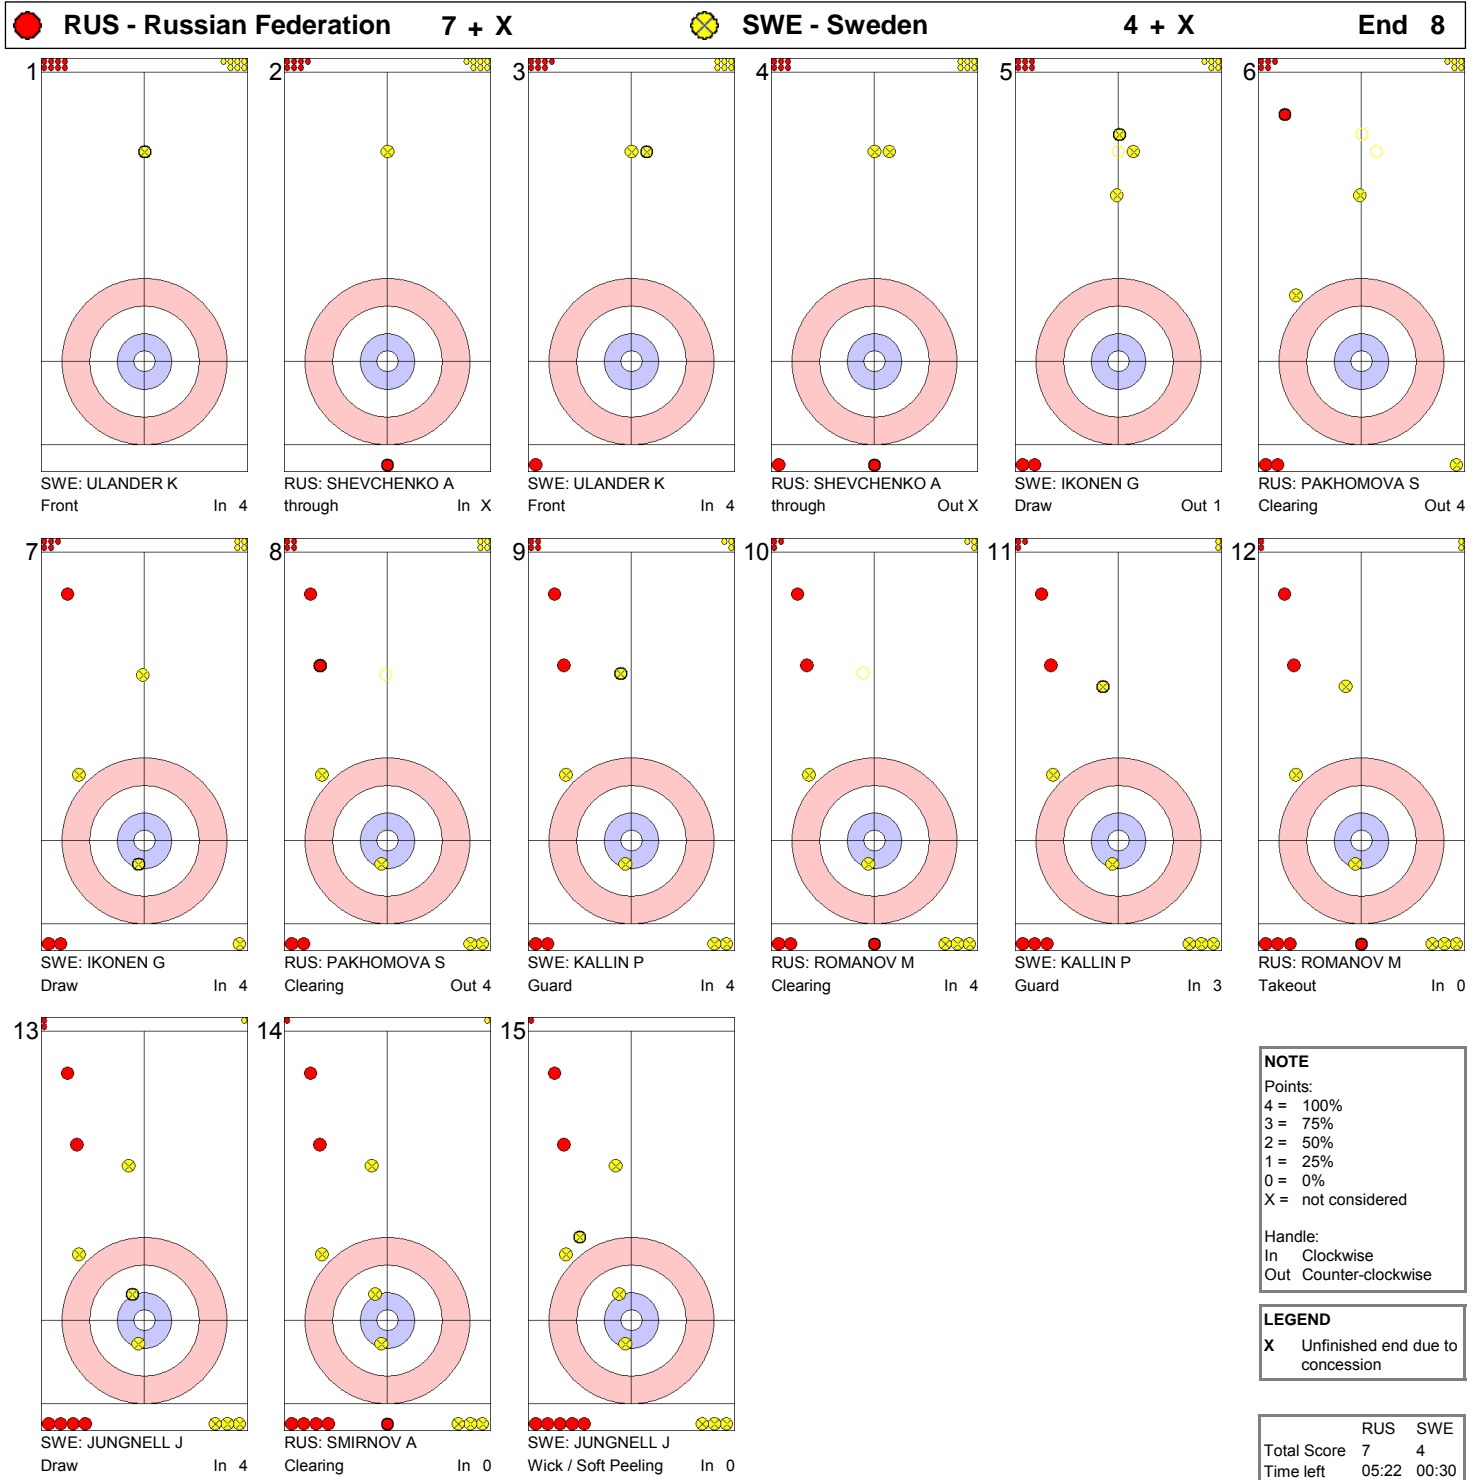 RUS - Russian Federation 7 + X SWE - Sweden 4 + X End 8
1 2 3 4 5 6
SWE: ULANDER K RUS: SHEVCHENKO A SWE: ULANDER K RUS: SHEVCHENKO A SWE: IKONEN G RUS: PAKHOMOVA S
Front In 4 through In X Front In 4 through Out X Draw Out 1 Clearing Out 4
7 8 9 10 11 12
SWE: IKONEN G RUS: PAKHOMOVA S SWE: KALLIN P RUS: ROMANOV M SWE: KALLIN P RUS: ROMANOV M
Draw In 4 Clearing Out 4 Guard In 4 Clearing In 4 Guard In 3 Takeout In 0
13 14 15
SWE: JUNGNELL J RUS: SMIRNOV A SWE: JUNGNELL J
Draw In 4 Clearing In 0 Wick / Soft Peeling In 0
NOTE
Points:
4 = 100%
3 = 75%
2 = 50%
1 = 25%
0 = 0%
X = not considered
Handle:
In Clockwise
Out Counter-clockwise
LEGEND
X Unfinished end due to
concession
RUS SWE
Total Score 7 4
Time left 05:22 00:30